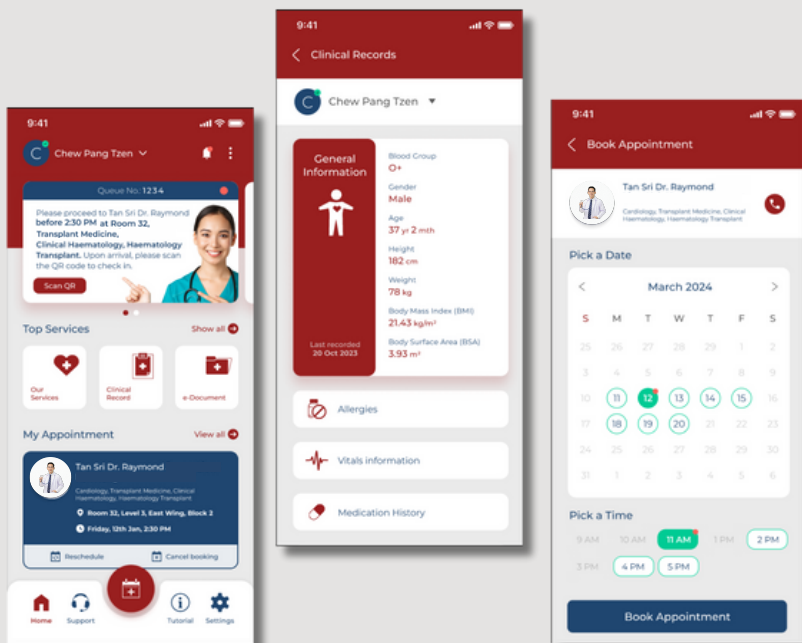 9:41
Chew Pang Tzen
Queue No: 1234
Please proceed to Tan Sri Dr. Raymond
before 2:30 PM at Room 32,
Transplant Medicine,
Clinical Haematology, Haematology
Transplant. Upon arrival, please scan
the QR code to check in.
Scan QR
Top Services
Show all
Our
Services
Clinical
Record
e-Document
My Appointment
View all
Tan Sri Dr. Raymond
Cardiology, Transplant Medicine, Clinical
Haematology, Haematology Transplant
Room 32, Level 3, East Wing, Block 2
Friday, 12th Jan, 2:30 PM
Reschedule
Cancel booking
Home
Support
Tutorial
Settings
9:41
Clinical Records
C
Chew Pang Tzen
General
Information
Last recorded
20 Oct 2023
Blood Group
O+
Gender
Male
Age
37 yr 2 mth
Height
182 cm
Weight
78 kg
Body Mass Index (BMI)
21.43 kg/m²
Body Surface Area (BSA)
3.93 m²
Allergies
Vitals information
Medication History
9:41
Book Appointment
Tan Sri Dr. Raymond
Cardiology, Transplant Medicine, Clinical
Haematology, Haematology Transplant
Pick a Date
March 2024
S M T W T F S
25 26 27 28 29 1 2
3 4 5 6 7 8 9
10 11 12 13 14 15 16
17 18 19 20 21 22 23
24 25 26 27 28 29 30
31 1 2 3 4 5 6
Pick a Time
9 AM 10 AM 11 AM 1 PM 2 PM
3 PM 4 PM 5 PM
Book Appointment